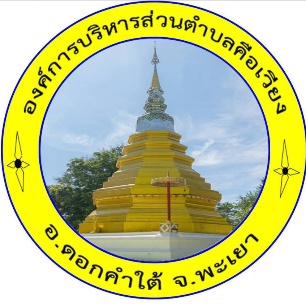 องค์การบริหารส่วนตำบลคือเวียง
อ.ดอกคำใต้ จ.พะเยา